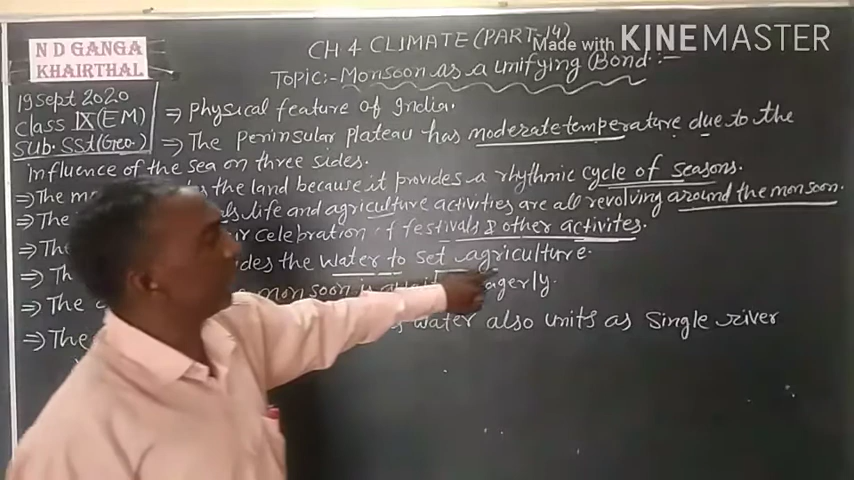 N D GANGA
KHAIRTHAL
CH 4 CLIMATE (PART-14)
Made with KINEMASTER
Topic:- Monsoon as a unifying Bond :-
19 Sept 2020
Class IX (EM)
Sub. SSt (Geo.)
⇒ Physical feature of India.
⇒ The Peninsular Plateau has moderate temperature due to the
influence of the sea on three sides.
⇒ The the land because it provides a rhythmic cycle of seasons.
⇒ The life and agriculture activities are all revolving around the monsoon.
⇒ The celebration of festivals & other activites.
⇒ the water to set agriculture.
⇒ The monsoon is eagerly.
⇒ The water also units as single river